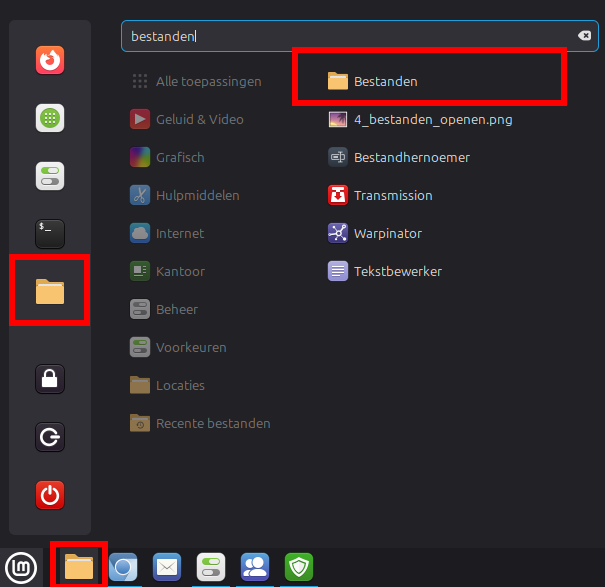 bestanden
Alle toepassingen
Geluid & Video
Grafisch
Hulpmiddelen
Internet
Kantoor
Beheer
Voorkeuren
Locaties
Recente bestanden
Bestanden
4_bestanden_openen.png
Bestandhernoemer
Transmission
Warpinator
Tekstbewerker
$_
lm